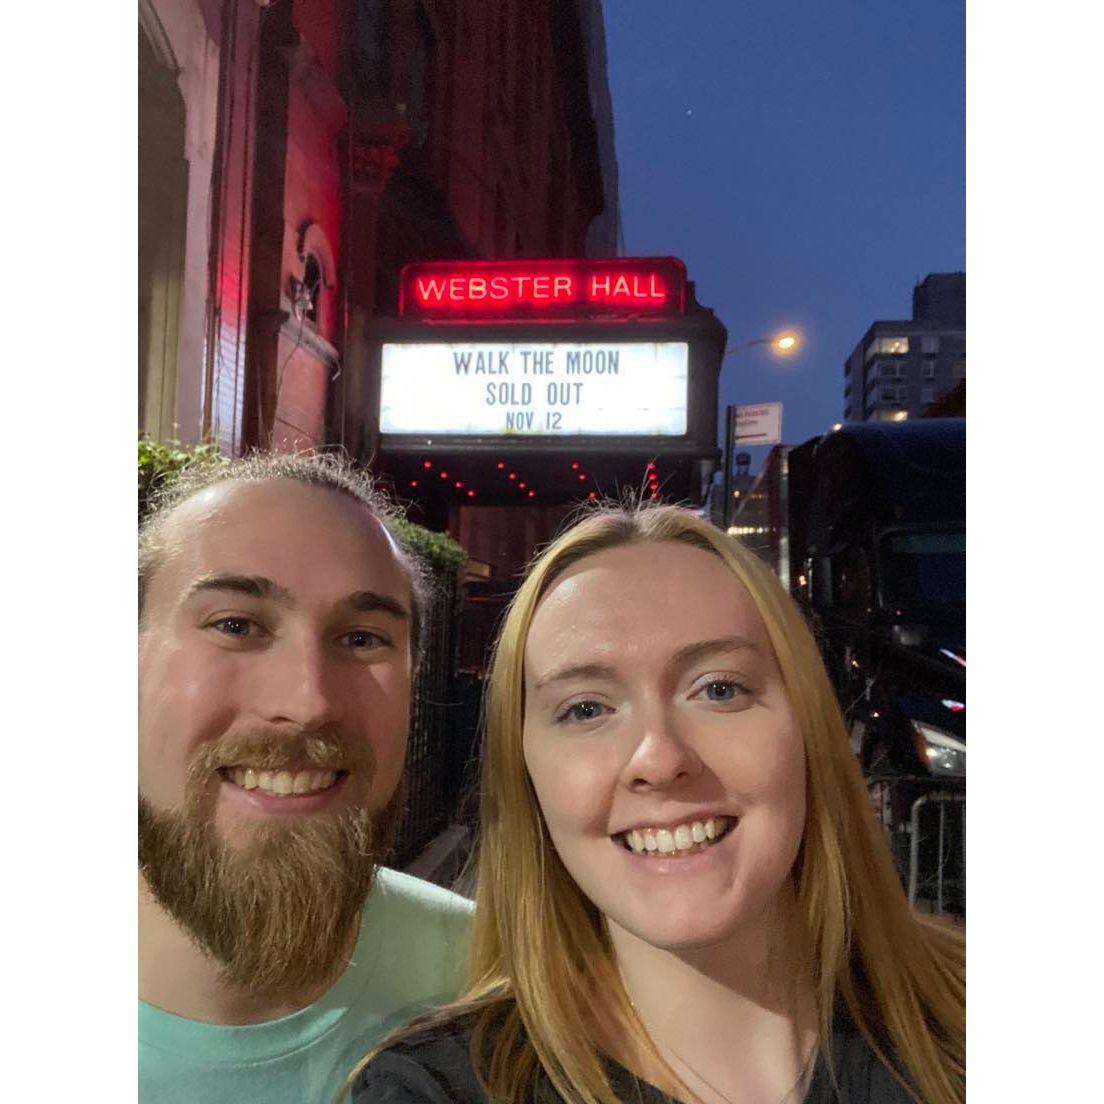 WEBSTER HALL
WALK THE MOON
SOLD OUT
NOV 12